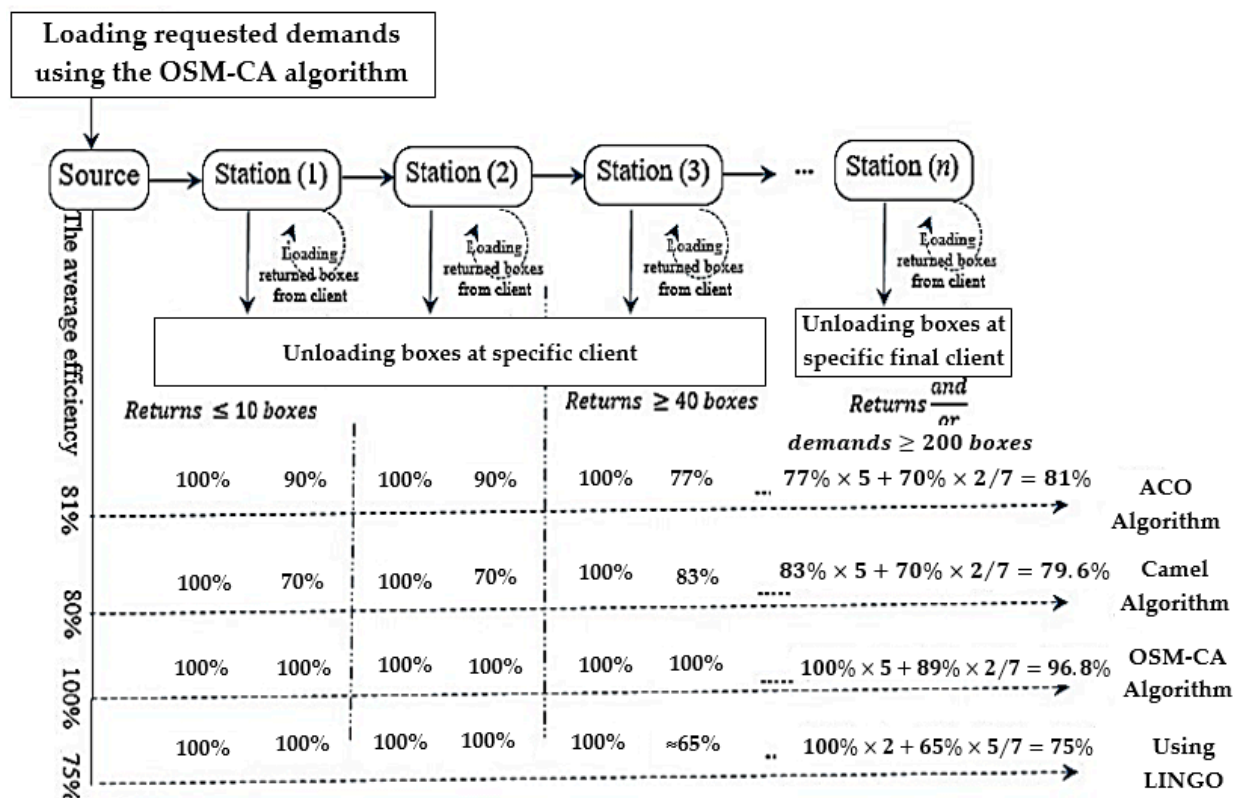 Loading requested demands
using the OSM-CA algorithm
Source
Station (1)
Station (2)
Station (3)
...
Station (n)
The average efficiency
Loading
returned boxes
from client
Loading
returned boxes
from client
Loading
returned boxes
from client
Loading
returned boxes
from client
Unloading boxes at specific client
Unloading boxes at
specific final client
Returns ≤ 10 boxes
Returns ≥ 40 boxes
Returns and/or
demands ≥ 200 boxes
81%
100% 90% 100% 90% 100% 77% ... 77% × 5 + 70% × 2/7 = 81%
ACO
Algorithm
80%
100% 70% 100% 70% 100% 83% ..... 83% × 5 + 70% × 2/7 = 79.6%
Camel
Algorithm
100%
100% 100% 100% 100% 100% 100% ..... 100% × 5 + 89% × 2/7 = 96.8%
OSM-CA
Algorithm
75%
100% 100% 100% 100% 100% ≈65% .. 100% × 2 + 65% × 5/7 = 75%
Using
LINGO